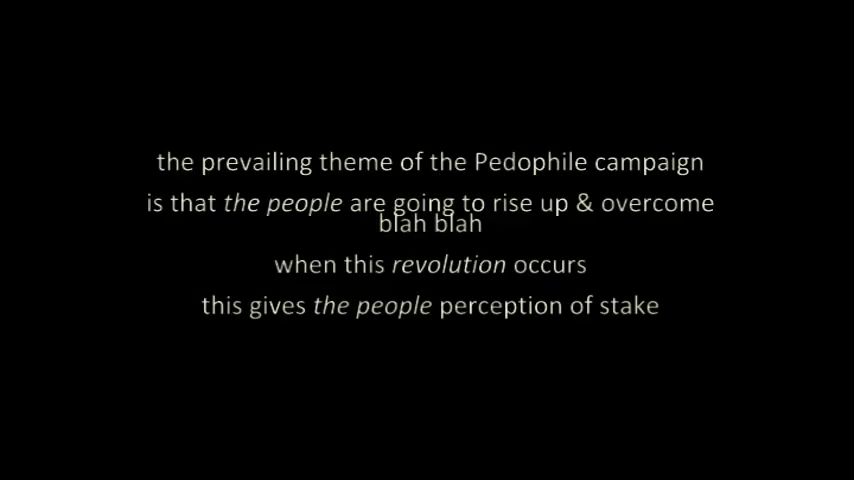 the prevailing theme of the Pedophile campaign
is that the people are going to rise up & overcome
blah blah
when this revolution occurs
this gives the people perception of stake